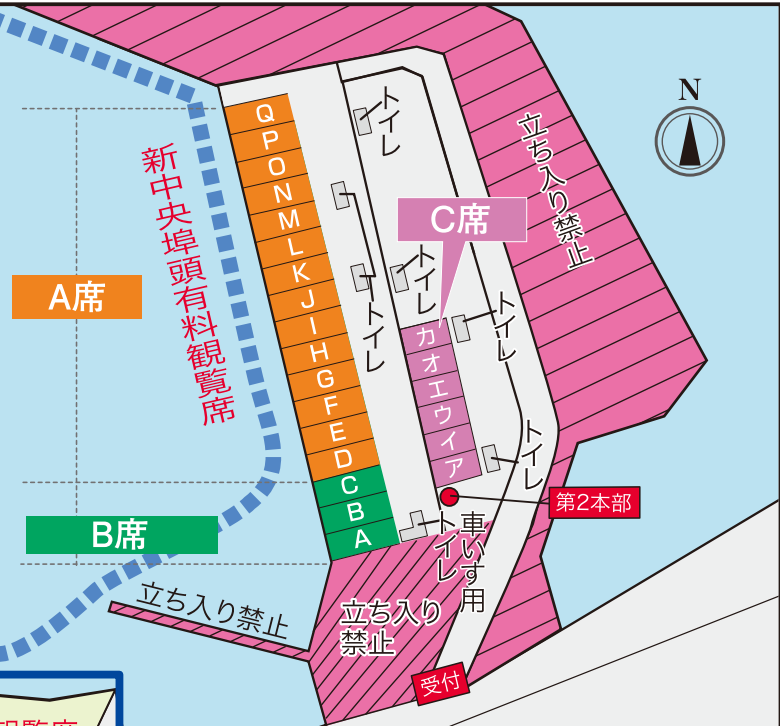 N
立ち入り禁止
トイレ
新中央埠頭有料観覧席
C席
A席
B席
トイレ
トイレ
トイレ
トイレ
Q
P
O
N
M
L
K
J
I
H
G
F
E
D
C
B
A
カ
オ
エ
ウ
イ
ア
第2本部
車いす用
トイレ
立ち入り禁止
立ち入り
禁止
受付